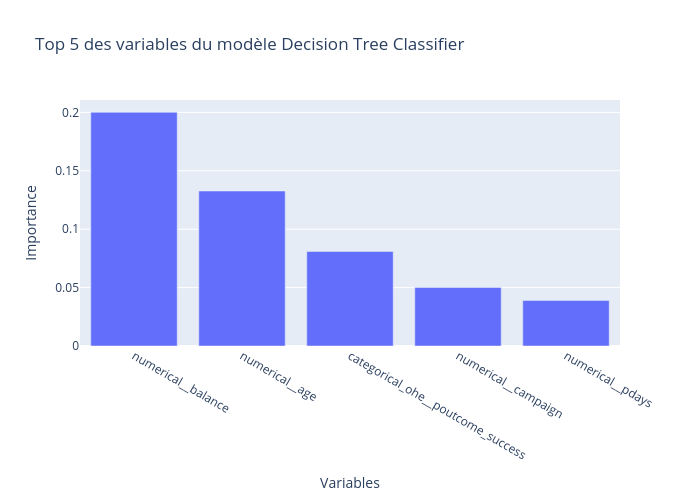 Top 5 des variables du modèle Decision Tree Classifier
Importance
0.2
0.15
0.1
0.05
0
numerical__balance
numerical__age
categorical_ohe__poutcome_success
numerical__campaign
numerical__pdays
Variables